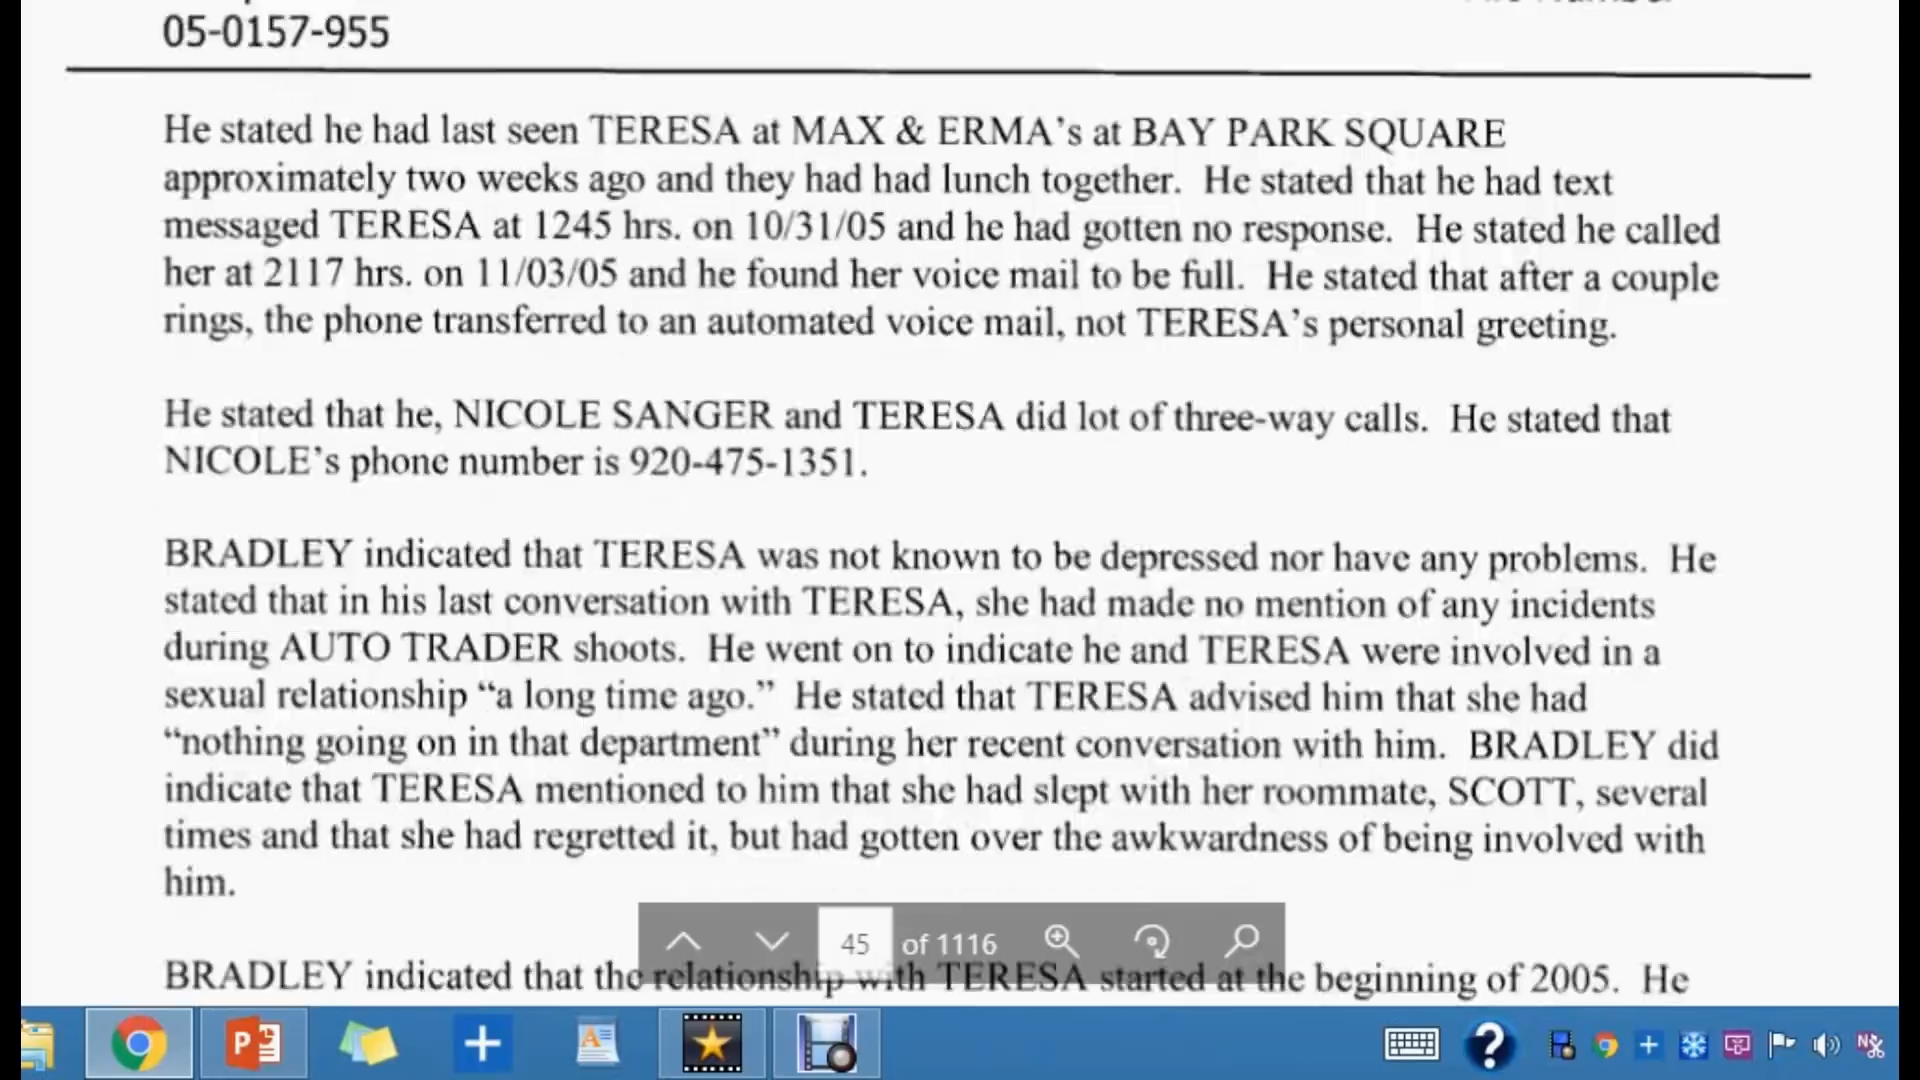 05-0157-955
He stated he had last seen TERESA at MAX & ERMA's at BAY PARK SQUARE
approximately two weeks ago and they had had lunch together. He stated that he had text
messaged TERESA at 1245 hrs. on 10/31/05 and he had gotten no response. He stated he called
her at 2117 hrs. on 11/03/05 and he found her voice mail to be full. He stated that after a couple
rings, the phone transferred to an automated voice mail, not TERESA's personal greeting.
He stated that he, NICOLE SANGER and TERESA did lot of three-way calls. He stated that
NICOLE's phone number is 920-475-1351.
BRADLEY indicated that TERESA was not known to be depressed nor have any problems. He
stated that in his last conversation with TERESA, she had made no mention of any incidents
during AUTO TRADER shoots. He went on to indicate he and TERESA were involved in a
sexual relationship “a long time ago.” He stated that TERESA advised him that she had
“nothing going on in that department” during her recent conversation with him. BRADLEY did
indicate that TERESA mentioned to him that she had slept with her roommate, SCOTT, several
times and that she had regretted it, but had gotten over the awkwardness of being involved with
him.
45 of 1116
BRADLEY indicated that the relationship with TERESA started at the beginning of 2005. He